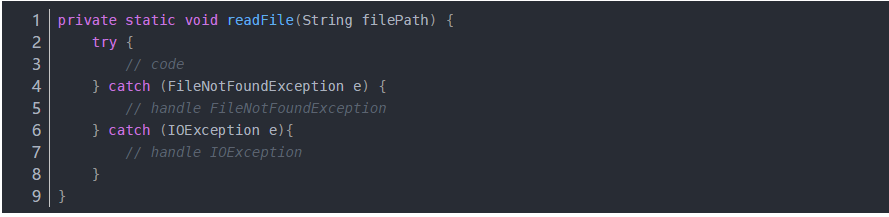 1 private static void readFile(String filePath) {
2     try {
3         // code
4     } catch (FileNotFoundException e) {
5         // handle FileNotFoundException
6     } catch (IOException e){
7         // handle IOException
8     }
9 }